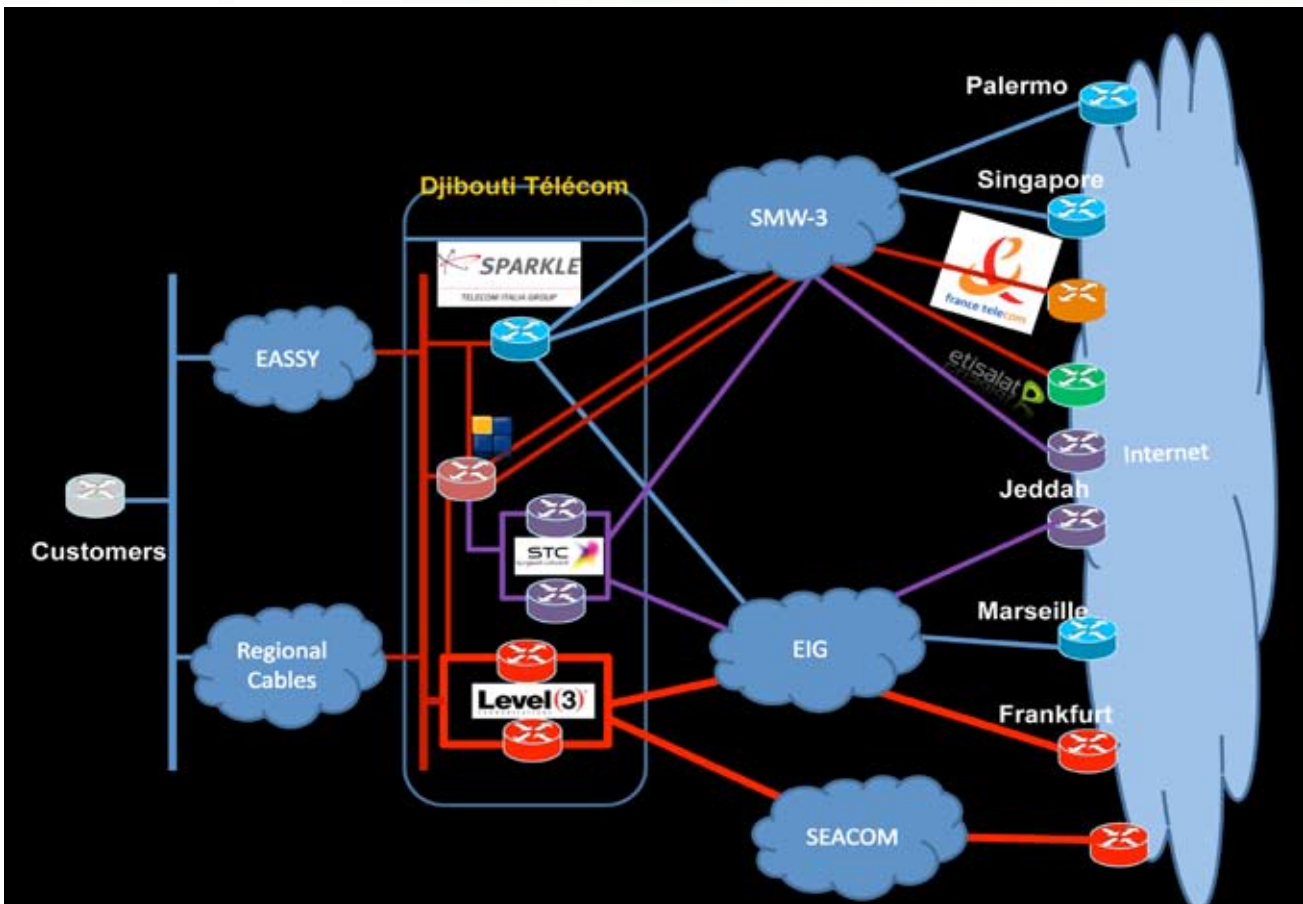 Palermo
Djibouti Télécom
Singapore
SMW-3
SPARKLE
TELECOM ITALIA GROUP
france telecom
EASSY
etisalat
Internet
Customers
Jeddah
STC
Marseille
Regional
Cables
EIG
Level(3)
Frankfurt
SEACOM